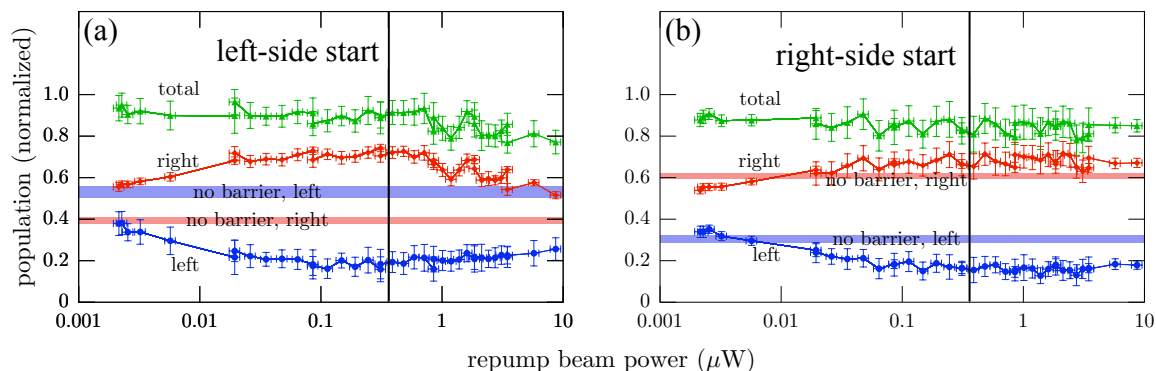 (a)
left-side start
population (normalized)
1.0
0.8
0.6
0.4
0.2
0
total
right
no barrier, left
no barrier, right
left
0.001
0.01
0.1
1
10
(b)
right-side start
1.0
0.8
0.6
0.4
0.2
0
total
right
no barrier, right
no barrier, left
left
0.001
0.01
0.1
1
10
repump beam power (μW)